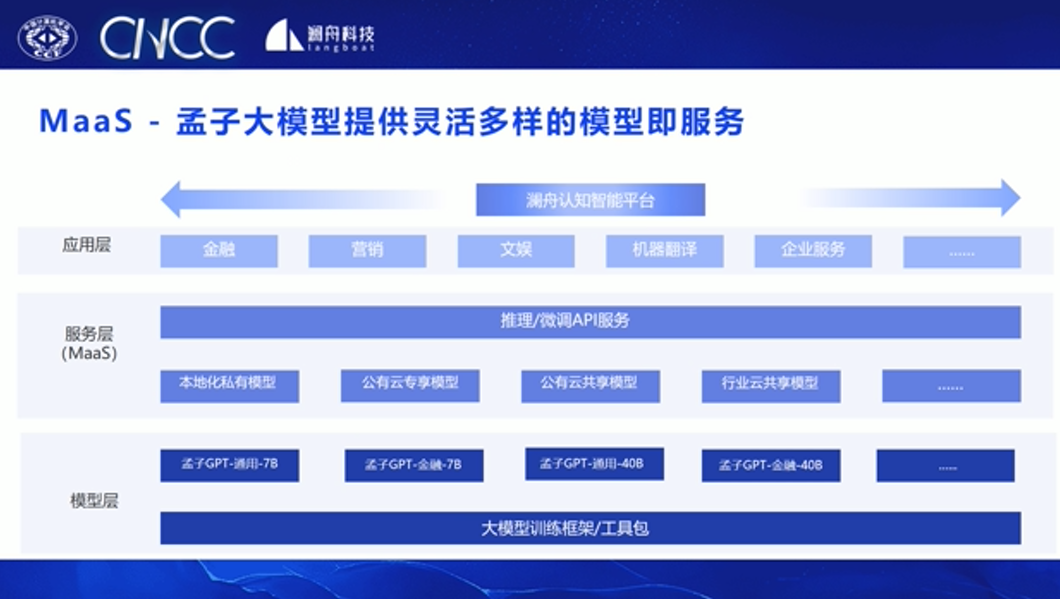 CCF
CNCC
澜舟科技
langboat
MaaS - 孟子大模型提供灵活多样的模型即服务
澜舟认知智能平台
应用层
金融
营销
文娱
机器翻译
企业服务
......
服务层
(MaaS)
推理/微调API服务
本地化私有模型
公有云专享模型
公有云共享模型
行业云共享模型
......
模型层
孟子GPT-通用-7B
孟子GPT-金融-7B
孟子GPT-通用-40B
孟子GPT-金融-40B
......
大模型训练框架/工具包